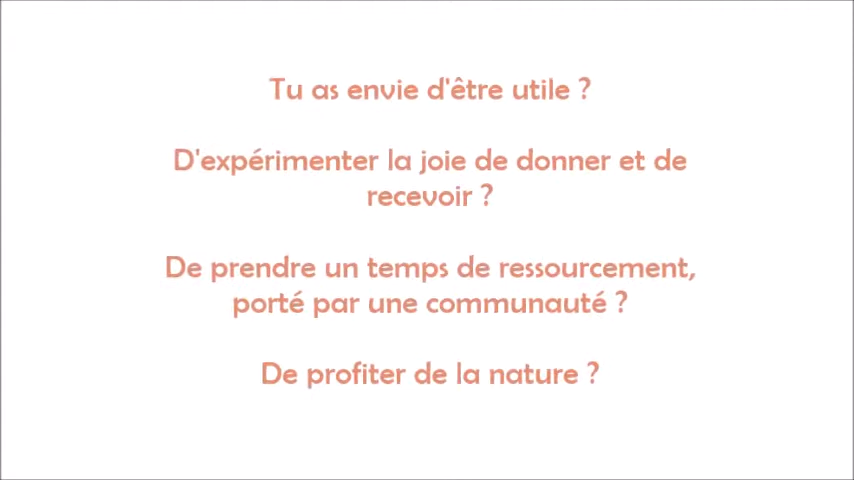 Tu as envie d'être utile ?
D'expérimenter la joie de donner et de
recevoir ?
De prendre un temps de ressourcement,
porté par une communauté ?
De profiter de la nature ?